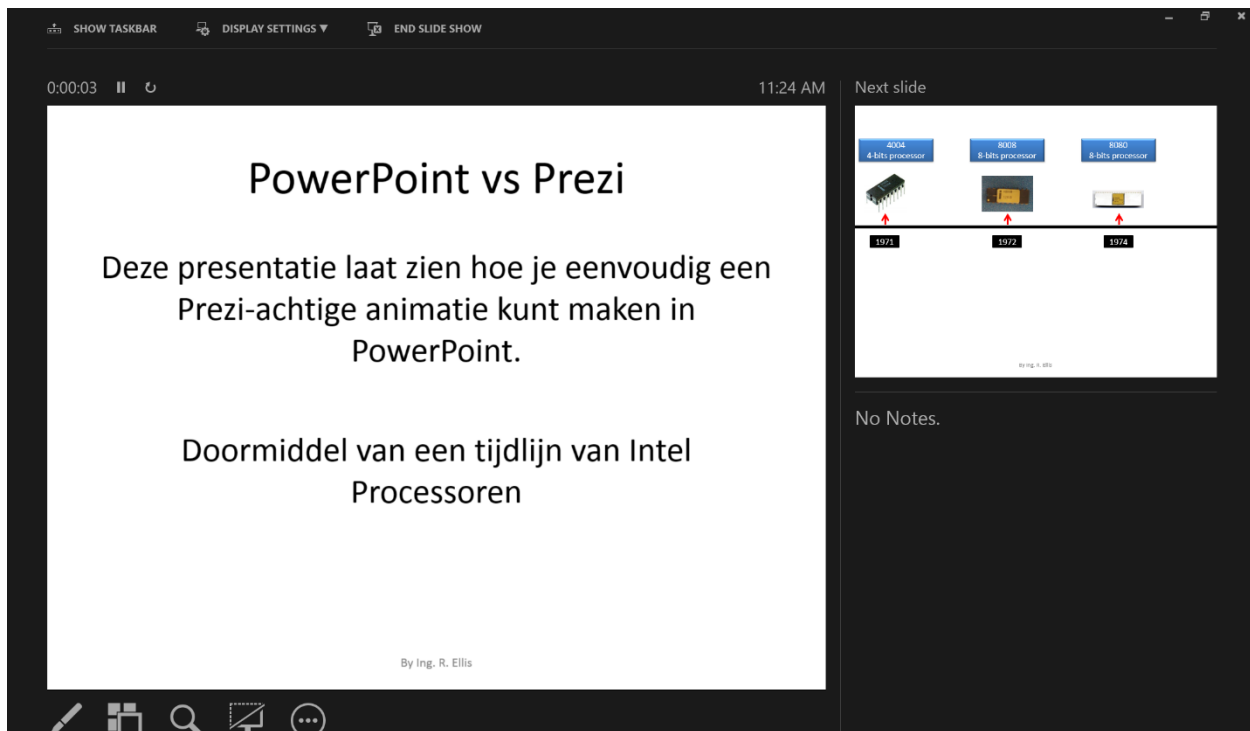 SHOW TASKBAR
DISPLAY SETTINGS ▼
END SLIDE SHOW
0:00:03
11:24 AM
PowerPoint vs Prezi
Deze presentatie laat zien hoe je eenvoudig een
Prezi-achtige animatie kunt maken in
PowerPoint.
Doormiddel van een tijdlijn van Intel
Processoren
By Ing. R. Ellis
Next slide
4004
4-bits processor
8008
8-bits processor
8080
8-bits processor
1971
1972
1974
By Ing. R. Ellis
No Notes.